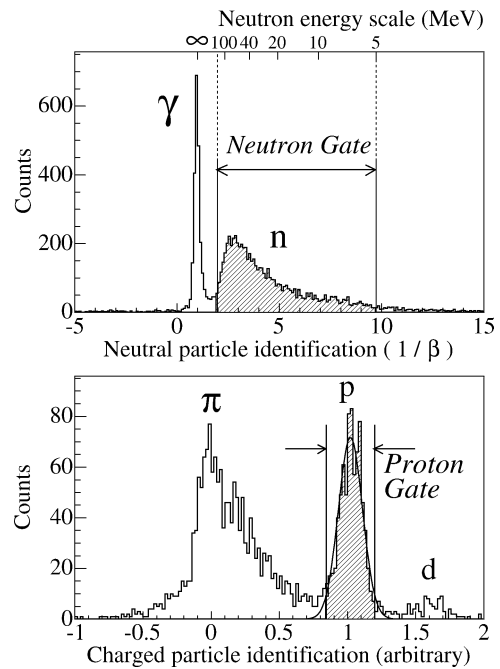 Neutron energy scale (MeV)
∞ 100 40 20 10 5
γ
600
400
200
0
Counts
Neutron Gate
n
-5 0 5 10 15
Neutral particle identification ( 1 / β )
π
p
80
60
40
20
0
Counts
Proton
Gate
d
-1 -0.5 0 0.5 1 1.5 2
Charged particle identification (arbitrary)